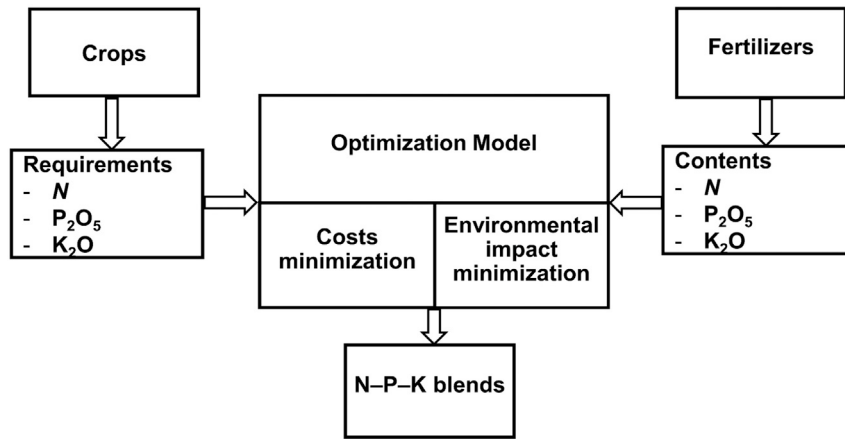 Crops
Fertilizers
Optimization Model
Requirements
- N
- P₂O₅
- K₂O
Contents
- N
- P₂O₅
- K₂O
Costs
minimization
Environmental
impact
minimization
N–P–K blends